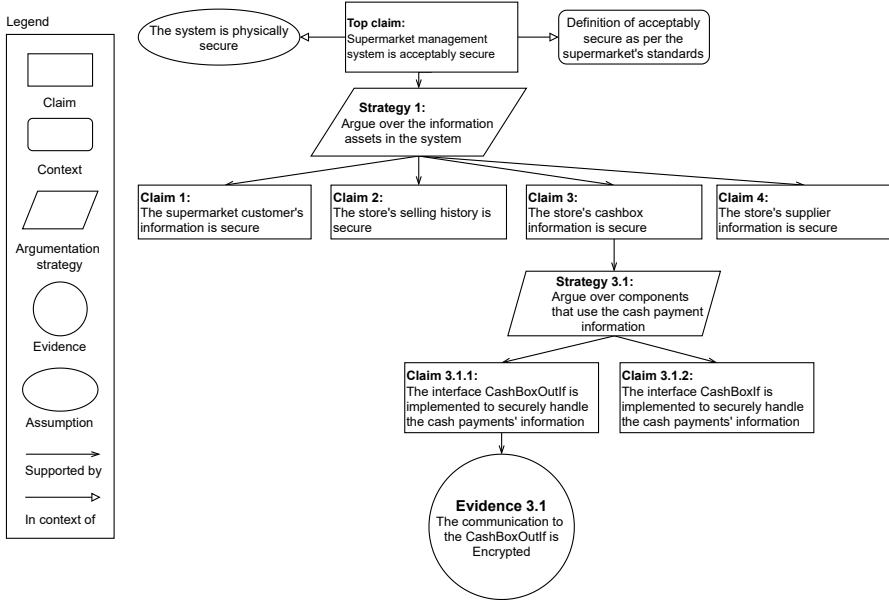 Legend
Claim
Context
Argumentation
strategy
Evidence
Assumption
Supported by
In context of
The system is physically
secure
Top claim:
Supermarket management
system is acceptably secure
Definition of acceptably
secure as per the
supermarket's standards
Strategy 1:
Argue over the information
assets in the system
Claim 1:
The supermarket customer's
information is secure
Claim 2:
The store's selling history is
secure
Claim 3:
The store's cashbox
information is secure
Claim 4:
The store's supplier
information is secure
Strategy 3.1:
Argue over components
that use the cash payment
information
Claim 3.1.1:
The interface CashBoxOutIf is
implemented to securely handle
the cash payments' information
Claim 3.1.2:
The interface CashBoxIf is
implemented to securely handle
the cash payments' information
Evidence 3.1
The communication to
the CashBoxOutIf is
Encrypted